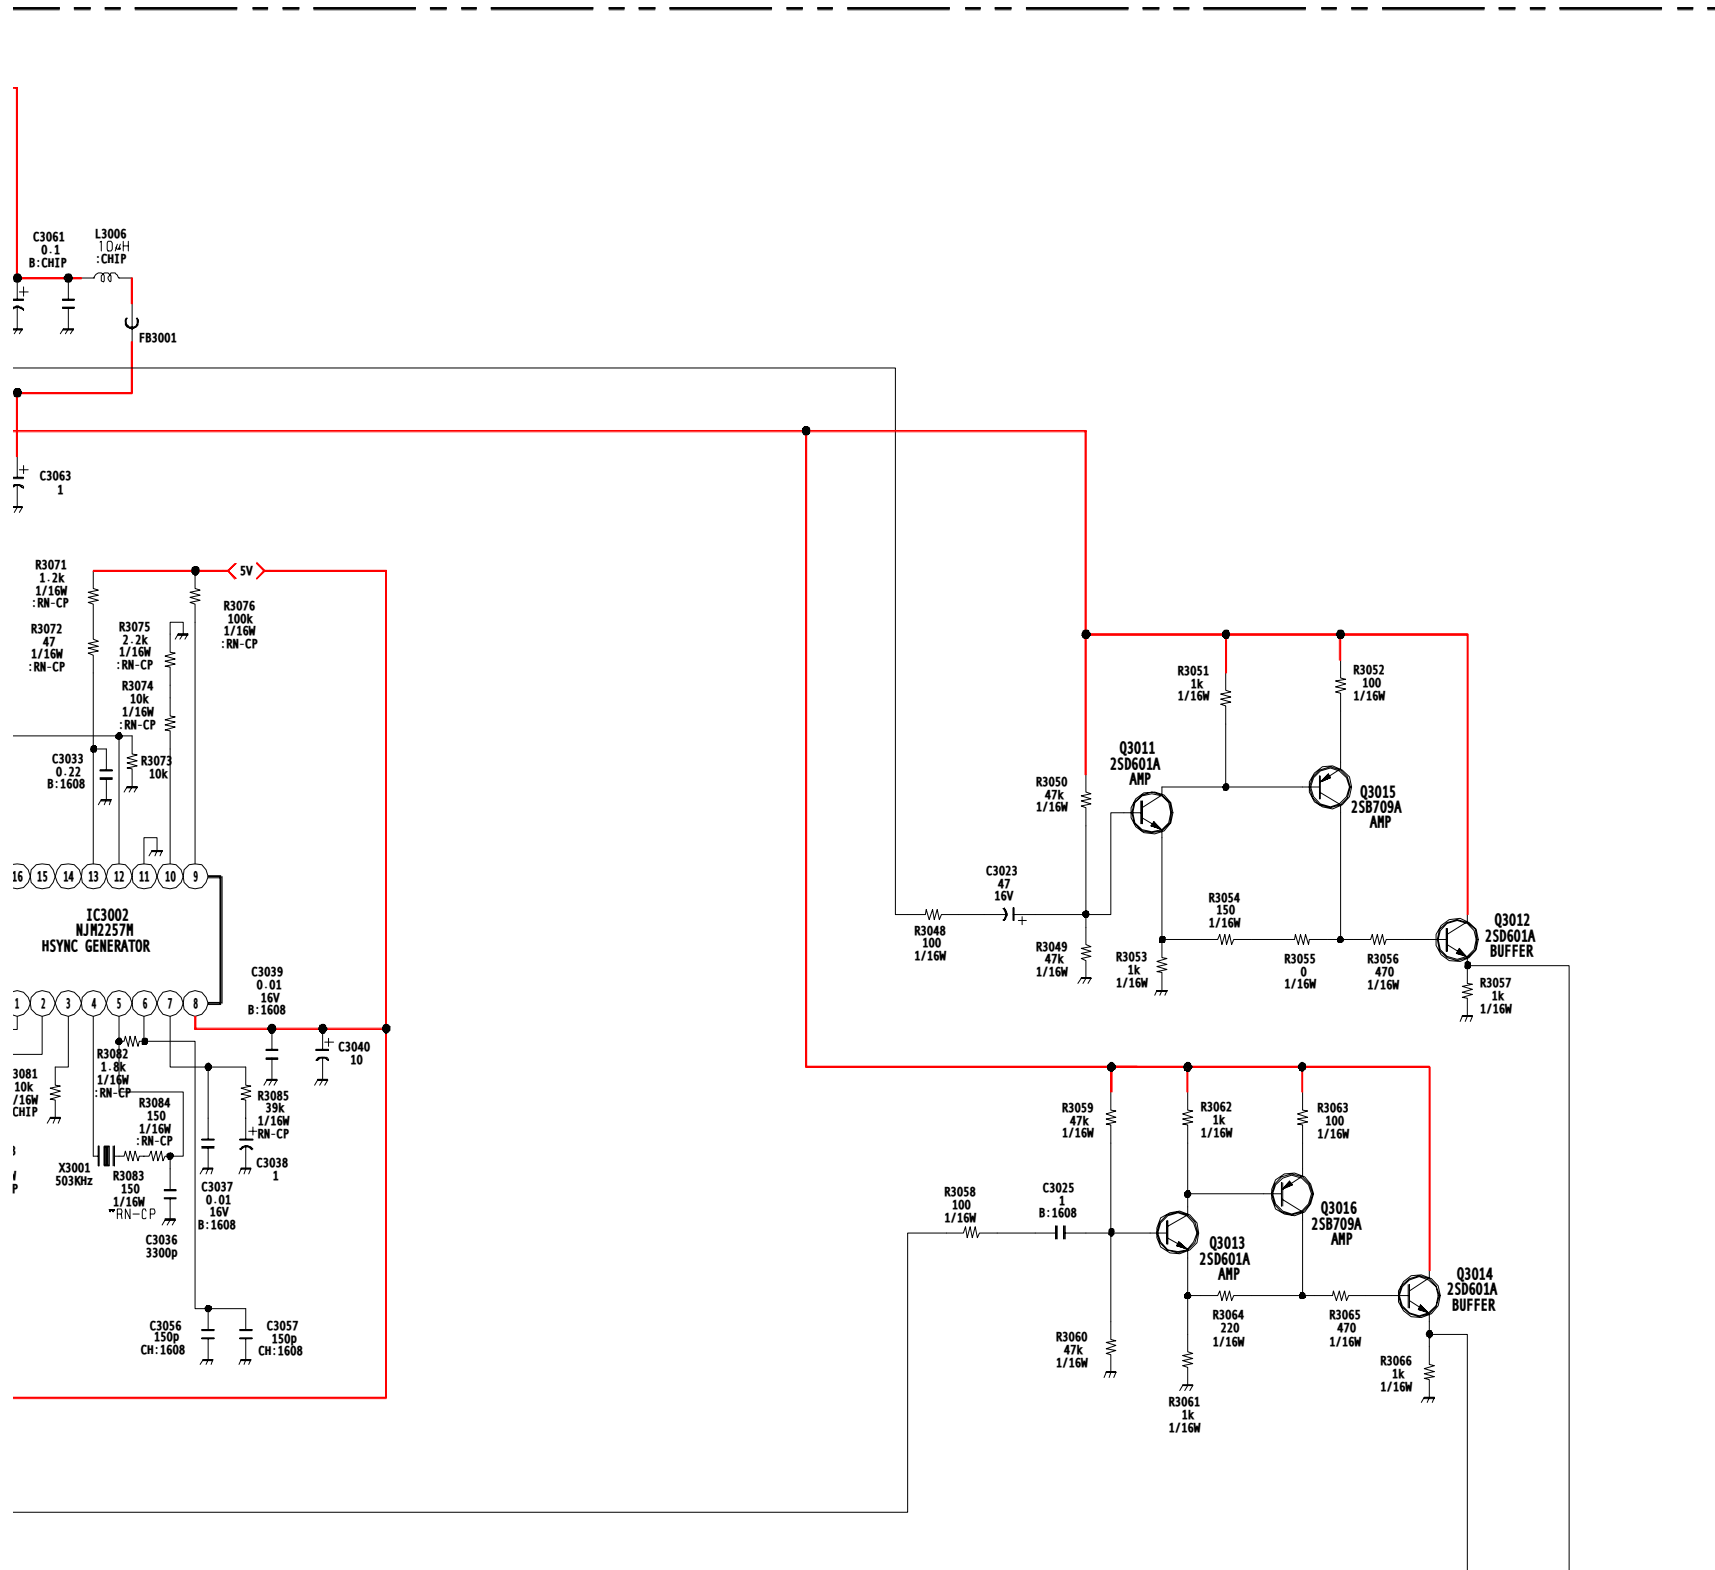 C3061
0.1
B:CHIP
L3006
10μH
:CHIP
FB3001
C3063
1
R3071
1.2k
1/16W
:RN-CP
5V
R3072
47
1/16W
:RN-CP
R3075
2.2k
1/16W
:RN-CP
R3076
100k
1/16W
:RN-CP
R3074
10k
1/16W
:RN-CP
C3033
0.22
B:1608
R3073
10k
16 15 14 13 12 11 10 9
IC3002
NJM2257M
HSYNC GENERATOR
1 2 3 4 5 6 7 8
C3039
0.01
16V
B:1608
C3040
10
R3082
1.8k
1/16W
:RN-CP
3081
10k
/16W
CHIP
R3084
150
1/16W
:RN-CP
R3085
39k
1/16W
RN-CP
X3001
503KHz
R3083
150
1/16W
"RN-CP
C3038
1
C3037
0.01
16V
B:1608
C3036
3300p
P
C3056
150p
CH:1608
C3057
150p
CH:1608
R3051
1k
1/16W
R3052
100
1/16W
Q3011
2SD601A
AMP
R3050
47k
1/16W
Q3015
2SB709A
AMP
C3023
47
16V
R3048
100
1/16W
R3049
47k
1/16W
R3054
150
1/16W
R3053
1k
1/16W
R3055
0
1/16W
R3056
470
1/16W
Q3012
2SD601A
BUFFER
R3057
1k
1/16W
R3059
47k
1/16W
R3062
1k
1/16W
R3063
100
1/16W
R3058
100
1/16W
C3025
1
B:1608
Q3016
2SB709A
AMP
Q3013
2SD601A
AMP
Q3014
2SD601A
BUFFER
R3064
220
1/16W
R3065
470
1/16W
R3060
47k
1/16W
R3066
1k
1/16W
R3061
1k
1/16W